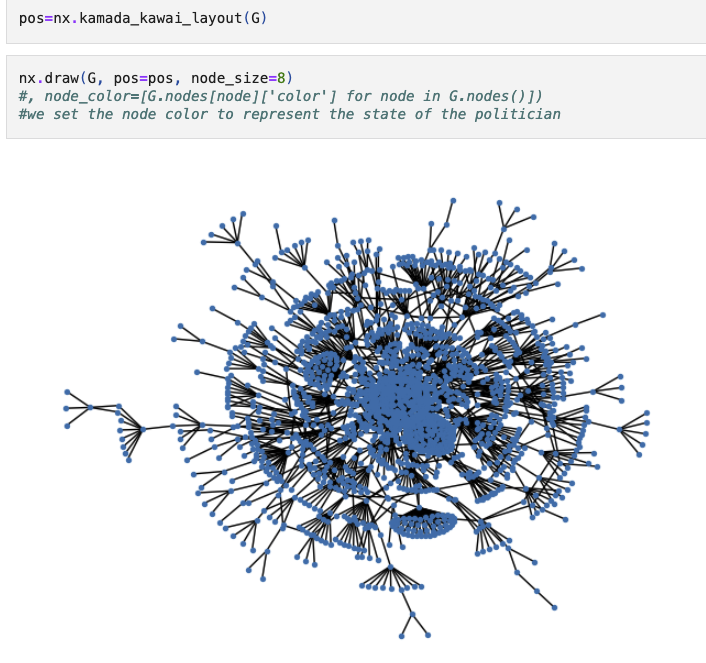 pos=nx.kamada_kawai_layout(G)
nx.draw(G, pos=pos, node_size=8)
#, node_color=[G.nodes[node]['color'] for node in G.nodes()])
#we set the node color to represent the state of the politician